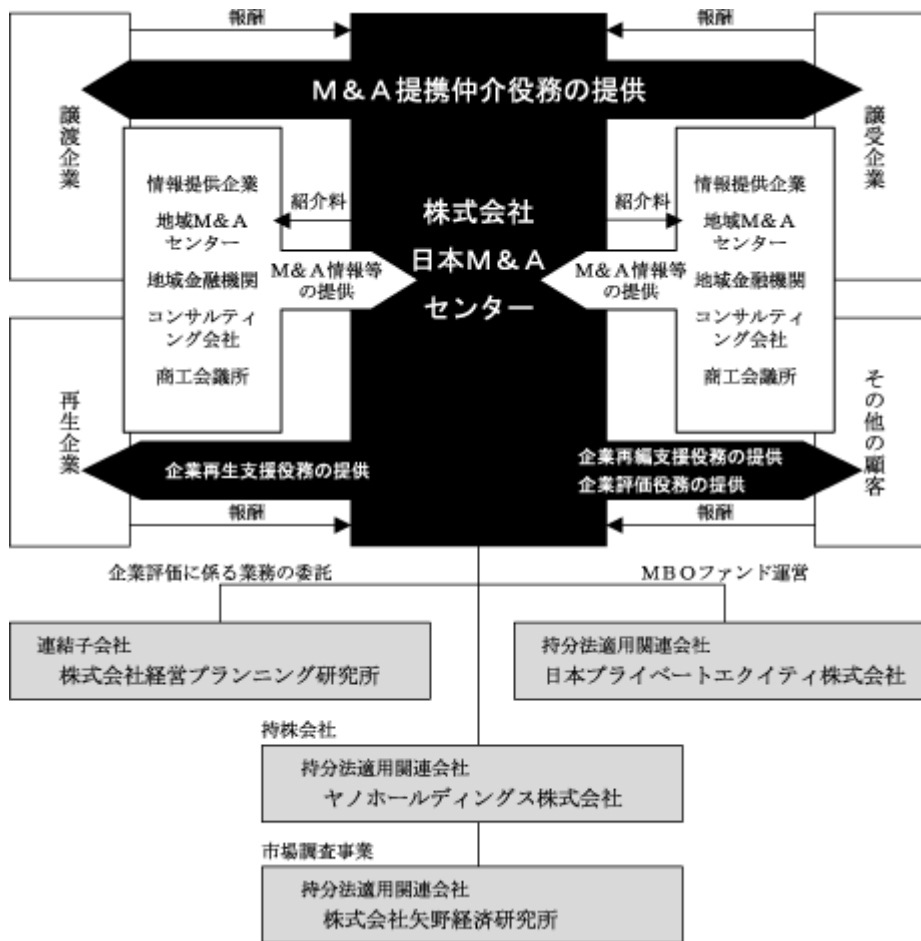 報酬
報酬
M&A提携仲介役務の提供
譲渡企業
譲受企業
情報提供企業
地域M&A
センター
地域金融機関
コンサルティ
ング会社
商工会議所
紹介料
M&A情報等
の提供
株式会社
日本M&A
センター
紹介料
M&A情報等
の提供
情報提供企業
地域M&A
センター
地域金融機関
コンサルティ
ング会社
商工会議所
再生企業
その他の顧客
企業再生支援役務の提供
企業再編支援役務の提供
企業評価役務の提供
報酬
報酬
企業評価に係る業務の委託
MBOファンド運営
連結子会社
株式会社経営プランニング研究所
持分法適用関連会社
日本プライベートエクイティ株式会社
持株会社
持分法適用関連会社
ヤノホールディングス株式会社
市場調査事業
持分法適用関連会社
株式会社矢野経済研究所